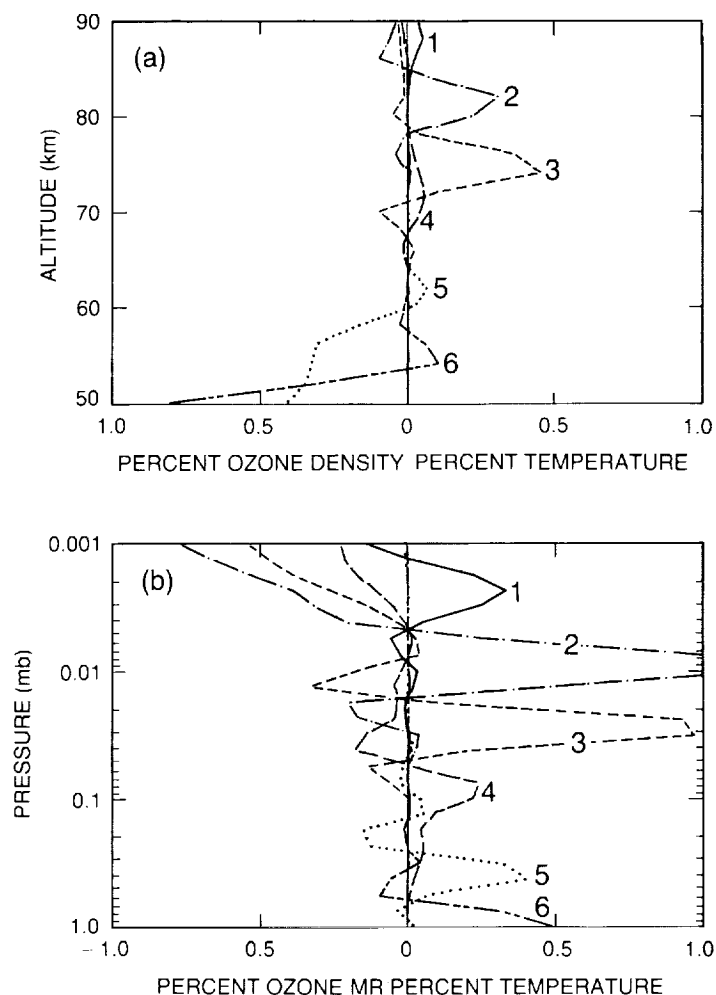 90
(a)
1
80
2
3
70
4
60
5
6
50
1.0 0.5 0 0.5 1.0
ALTITUDE (km)
PERCENT OZONE DENSITY PERCENT TEMPERATURE
0.001
(b)
1
2
0.01
3
4
0.1
5
6
1.0
- 1.0 0.5 0 0.5 1.0
PRESSURE (mb)
PERCENT OZONE MR PERCENT TEMPERATURE